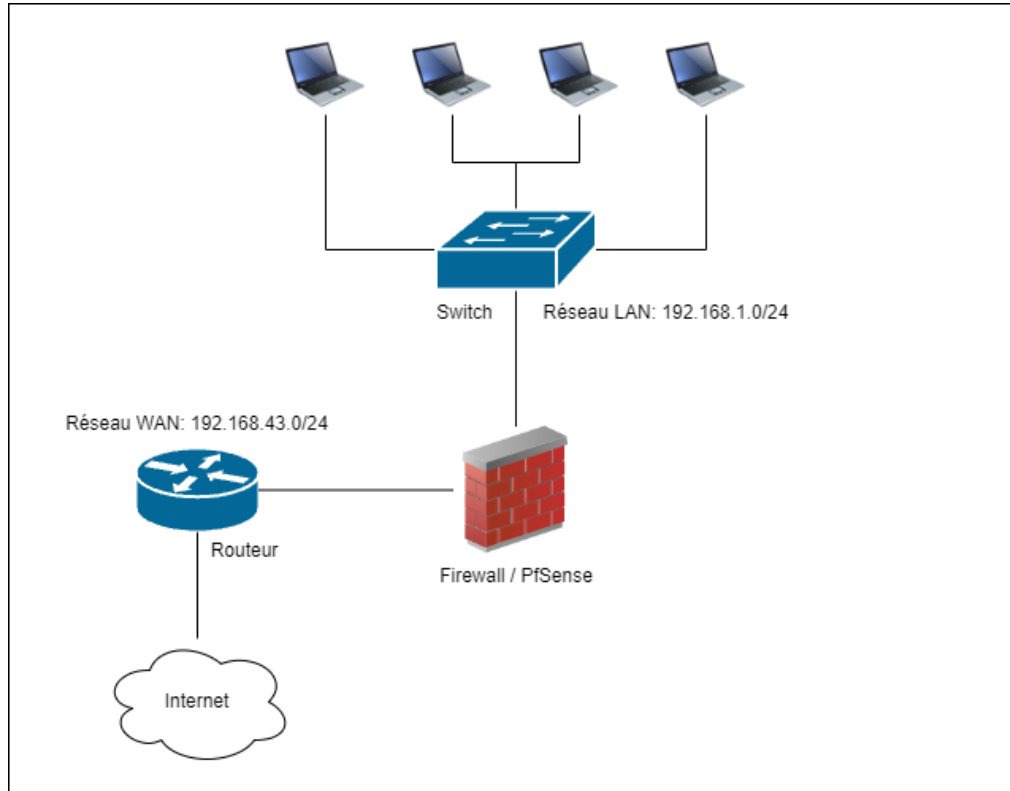 Switch
Réseau LAN: 192.168.1.0/24
Réseau WAN: 192.168.43.0/24
Routeur
Firewall / PfSense
Internet